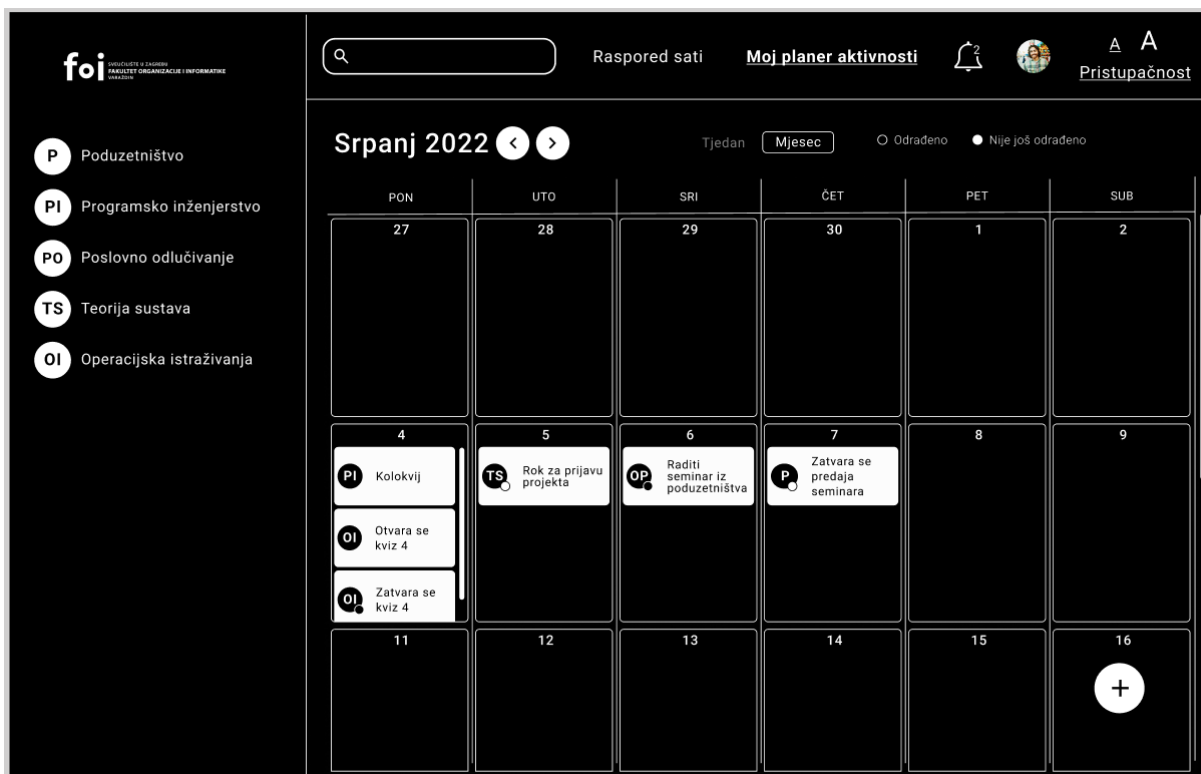 foi
SVEUČILIŠTE U ZAGREBU
FAKULTET ORGANIZACIJE I INFORMATIKE
VARAŽDIN
Raspored sati
Moj planer aktivnosti
2
A A
Pristupačnost
P Poduzetništvo
PI Programsko inženjerstvo
PO Poslovno odlučivanje
TS Teorija sustava
OI Operacijska istraživanja
Srpanj 2022 < >
Tjedan
Mjesec
Odrađeno
Nije još odrađeno
PON UTO SRI ČET PET SUB
27 28 29 30 1 2
4
PI Kolokvij
OI Otvara se
kviz 4
OI Zatvara se
kviz 4
5
TS Rok za prijavu
projekta
6
OP Raditi
seminar iz
poduzetništva
7
P Zatvara se
predaja
seminara
8
9
11 12 13 14 15 16
+